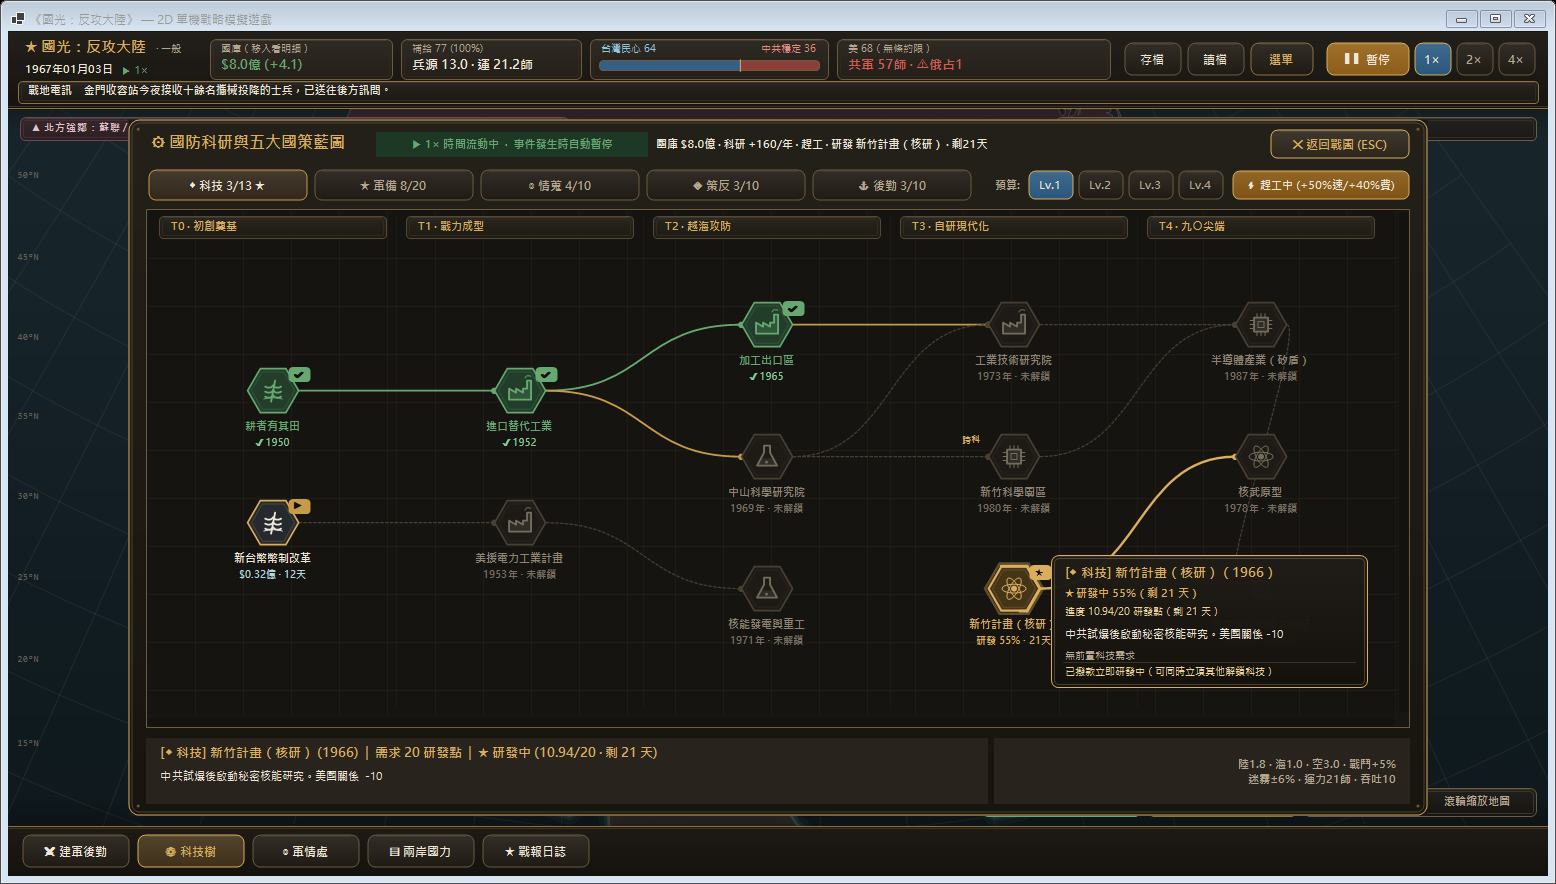 《國光：反攻大陸》 — 2D 單機戰略模擬遊戲
★ 國光：反攻大陸 · 一般
1967年01月03日 ▶ 1×
國庫（移入看明細）
$8.0億 (+4.1)
補給 77 (100%)
兵源 13.0 · 運 21.2師
台灣民心 64 中共穩定 36
美 68（無條約限）
共軍 57師 · ⚠俄占1
存檔
讀檔
選單
暫停
1×
2×
4×
戰地電訊 金門收容站今夜接收十餘名攜械投降的士兵，已送往後方訊問。
▲ 北方強鄰：蘇聯 /
50°N
45°N
40°N
35°N
30°N
25°N
20°N
15°N
國防科研與五大國策藍圖
▶ 1× 時間流動中 · 事件發生時自動暫停
國庫 $8.0億 · 科研 +160/年 · 趕工 · 研發 新竹計畫（核研） · 剩21天
✕ 返回戰團 (ESC)
科技 3/13 ★
★ 軍備 8/20
情蒐 4/10
◆ 策反 3/10
後勤 3/10
預算:
Lv.1
Lv.2
Lv.3
Lv.4
趕工中 (+50%速/+40%費)
T0 · 初創奠基
T1 · 戰力成型
T2 · 越海攻防
T3 · 自研現代化
T4 · 九〇尖端
加工出口區
✔ 1965
工業技術研究院
1973年 · 未解鎖
半導體產業（矽盾）
1987年 · 未解鎖
耕者有其田
✔ 1950
進口替代工業
✔ 1952
跨科
中山科學研究院
1969年 · 未解鎖
新竹科學園區
1980年 · 未解鎖
核武原型
1978年 · 未解鎖
新台幣幣制改革
$0.32億 · 12天
美援電力工業計畫
1953年 · 未解鎖
核能發電與重工
1971年 · 未解鎖
新竹計畫（核研）
研發 55% · 21天
[科技] 新竹計畫（核研）（1966）
★ 研發中 55%（剩 21 天）
進度 10.94/20 研發點（剩 21 天）
中共試爆後啟動秘密核能研究。美國關係 -10
無前置科技需求
已撥款立即研發中（可同時立項其他解鎖科技）
[科技] 新竹計畫（核研）(1966)｜需求 20 研發點｜★ 研發中 (10.94/20 · 剩 21 天)
中共試爆後啟動秘密核能研究。美國關係 -10
陸1.8 · 海1.0 · 空3.0 · 戰鬥+5%
迷霧±6% · 運力21師 · 吞吐10
滾輪縮放地圖
建軍後勤
科技樹
軍情處
兩岸國力
★ 戰報日誌